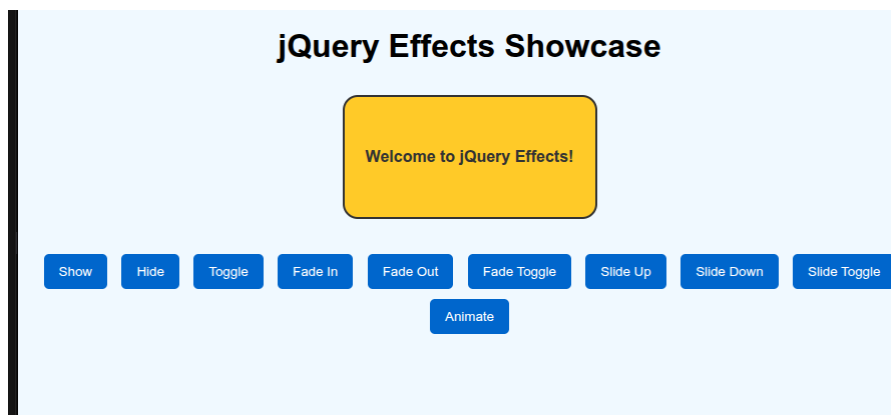 jQuery Effects Showcase
Welcome to jQuery Effects!
Show Hide Toggle Fade In Fade Out Fade Toggle Slide Up Slide Down Slide Toggle
Animate